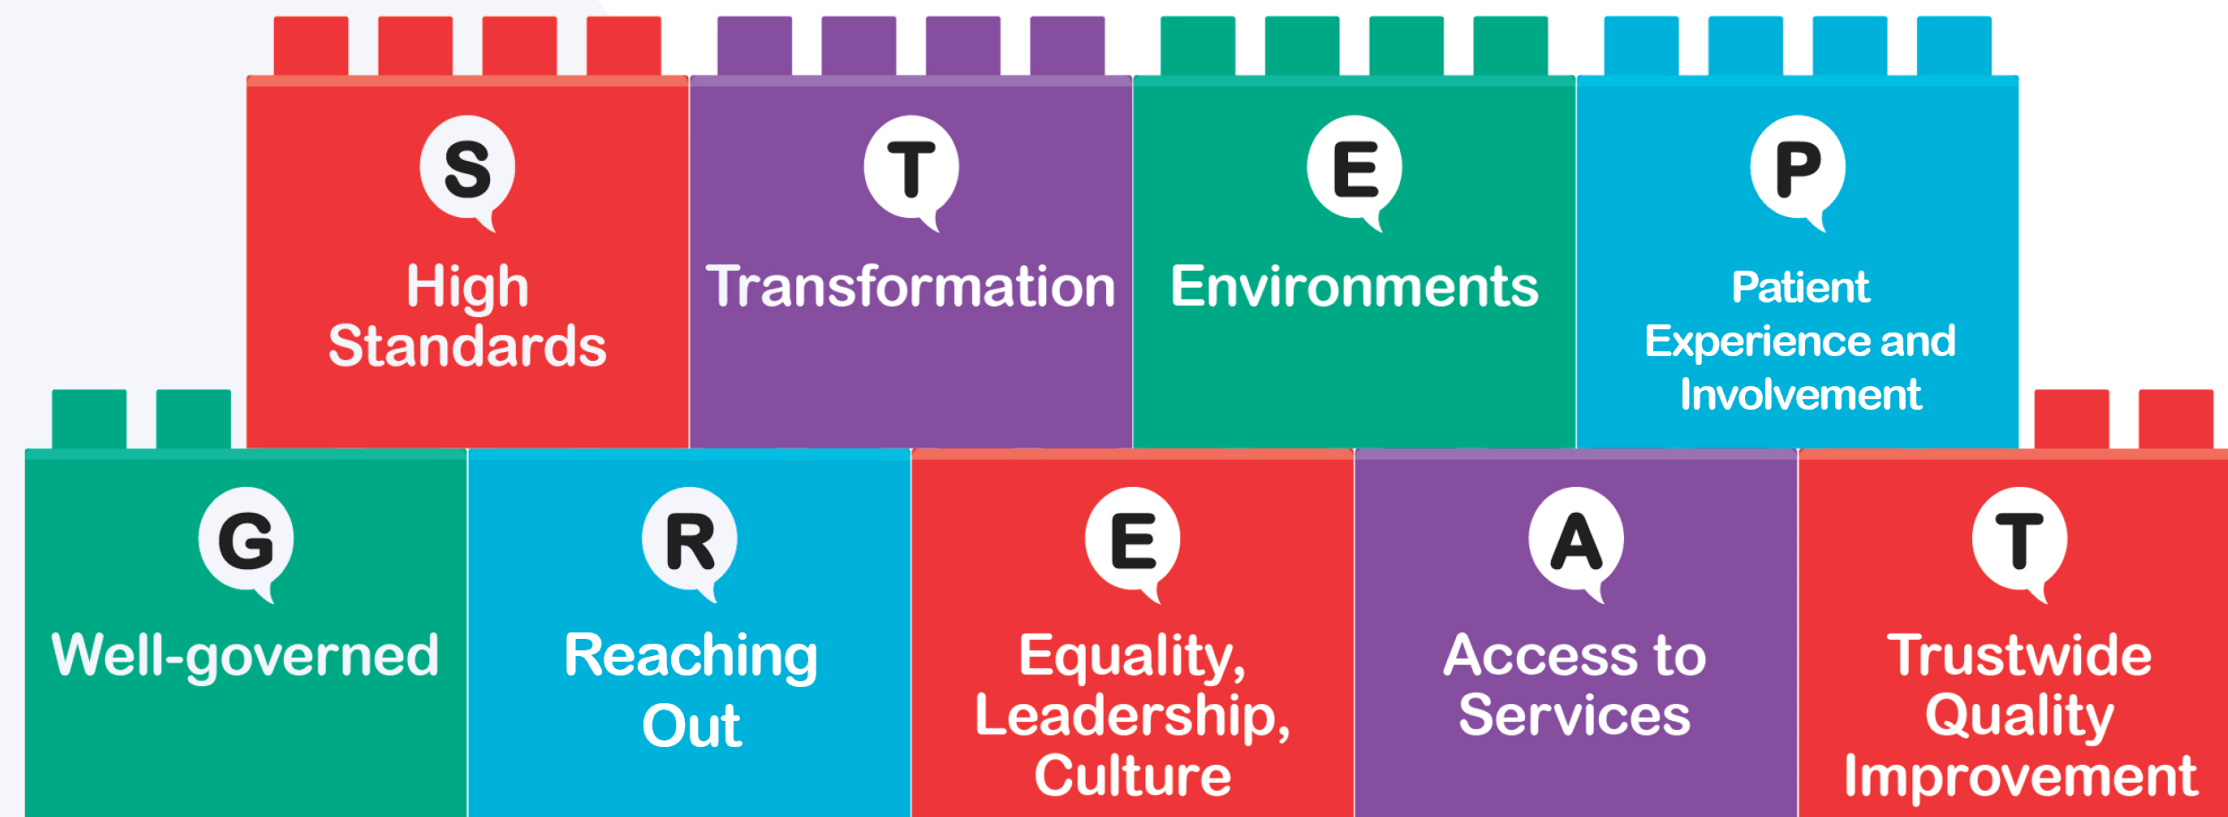 S
High
Standards
T
Transformation
E
Environments
P
Patient
Experience and
Involvement
G
Well-governed
R
Reaching
Out
E
Equality,
Leadership,
Culture
A
Access to
Services
T
Trustwide
Quality
Improvement